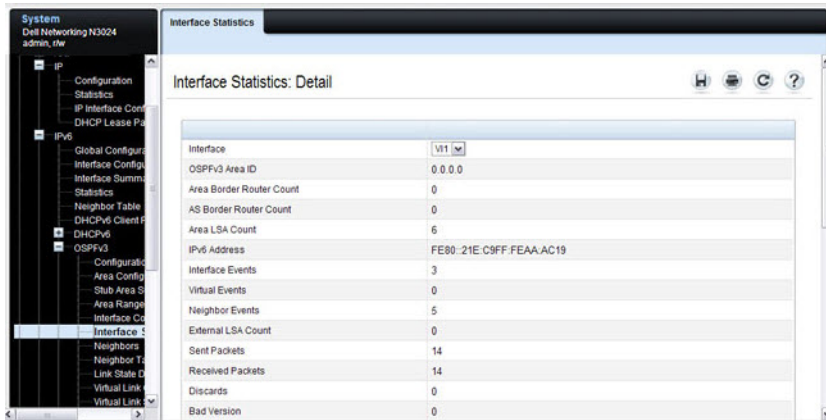 System
Dell Networking N3024
admin, r/w
IP
Configuration
Statistics
IP Interface Conf
DHCP Lease Pa
IPv6
Global Configura
Interface Configu
Interface Summa
Statistics
Neighbor Table
DHCPv6 Client P
DHCPv6
OSPFv3
Configuratio
Area Config
Stub Area S
Area Range
Interface Co
Interface S
Neighbors
Neighbor Ta
Link State D
Virtual Link
Virtual Link
Interface Statistics
Interface Statistics: Detail
Interface Vl1
OSPFv3 Area ID 0.0.0.0
Area Border Router Count 0
AS Border Router Count 0
Area LSA Count 6
IPv6 Address FE80::21E:C9FF:FEAA:AC19
Interface Events 3
Virtual Events 0
Neighbor Events 5
External LSA Count 0
Sent Packets 14
Received Packets 14
Discards 0
Bad Version 0